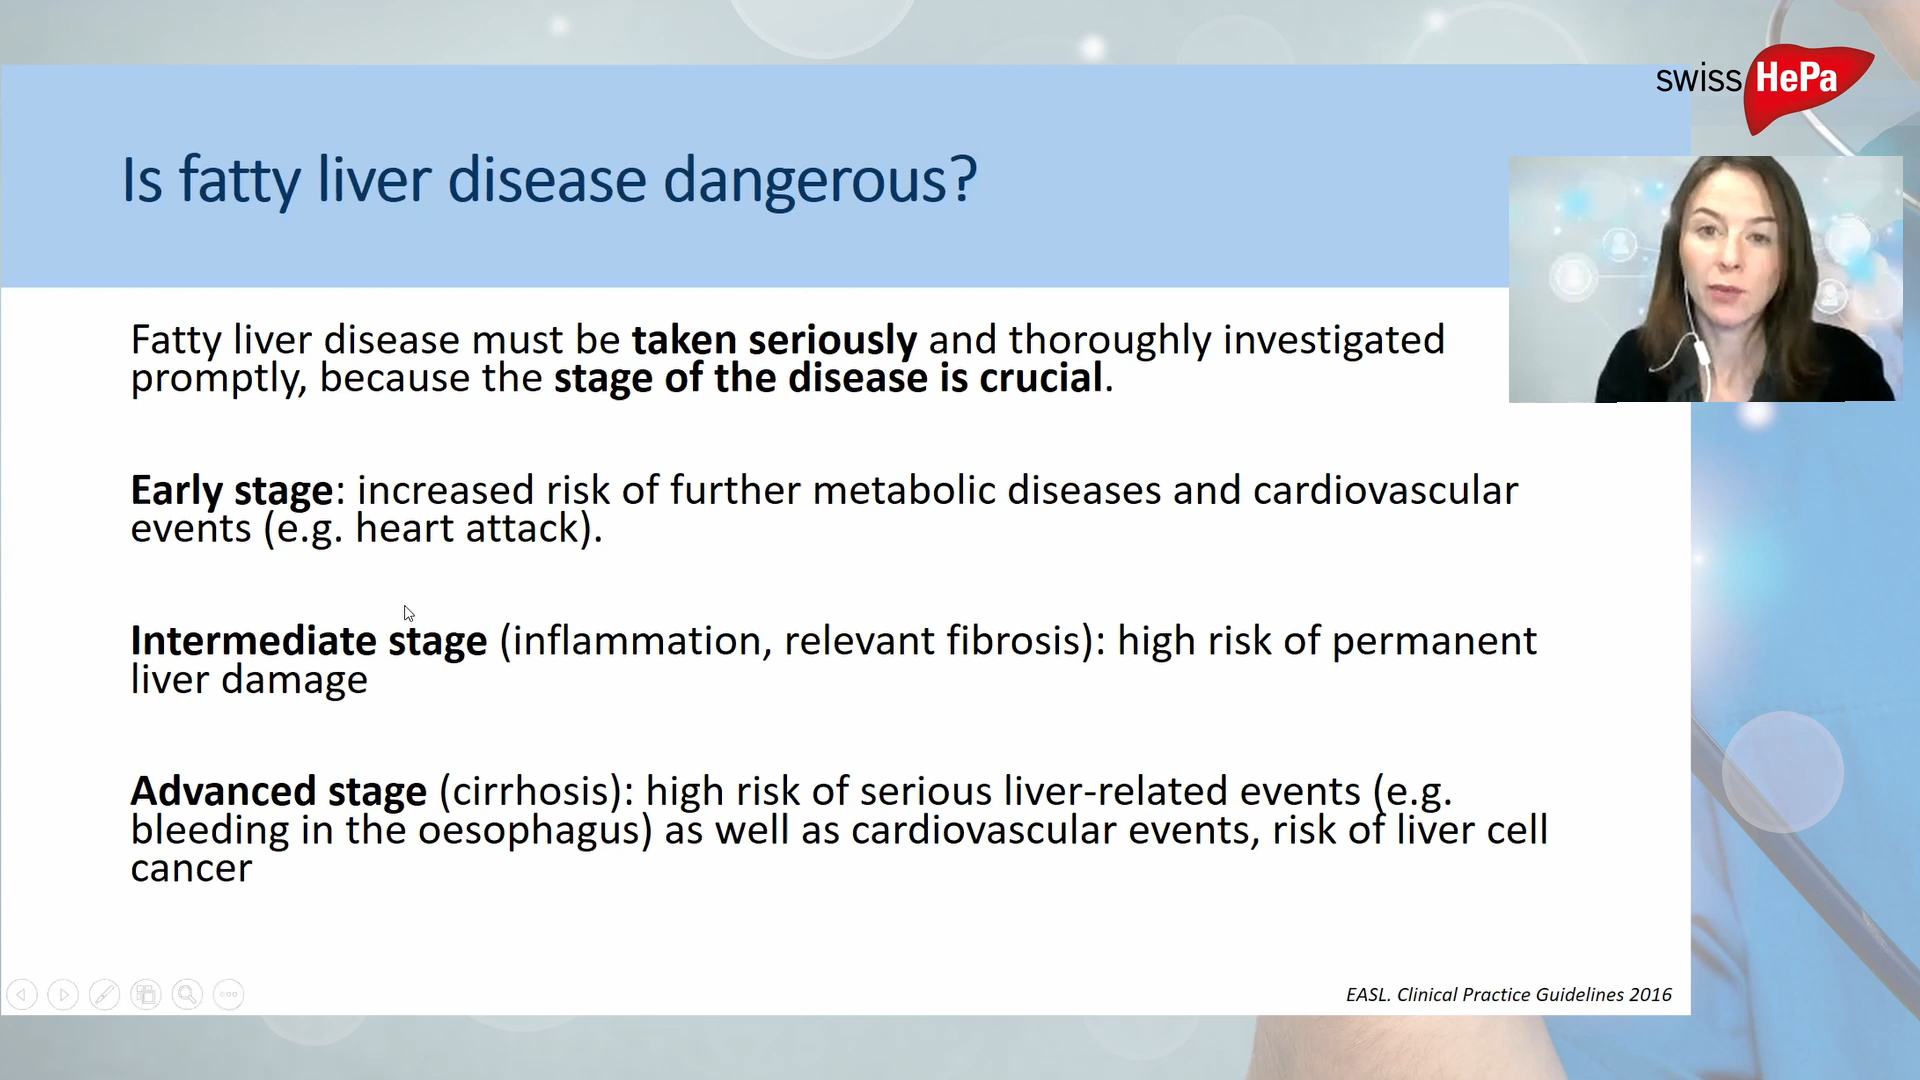 swiss HePa
Is fatty liver disease dangerous?
Fatty liver disease must be taken seriously and thoroughly investigated
promptly, because the stage of the disease is crucial.
Early stage: increased risk of further metabolic diseases and cardiovascular
events (e.g. heart attack).
Intermediate stage (inflammation, relevant fibrosis): high risk of permanent
liver damage
Advanced stage (cirrhosis): high risk of serious liver-related events (e.g.
bleeding in the oesophagus) as well as cardiovascular events, risk of liver cell
cancer
EASL. Clinical Practice Guidelines 2016